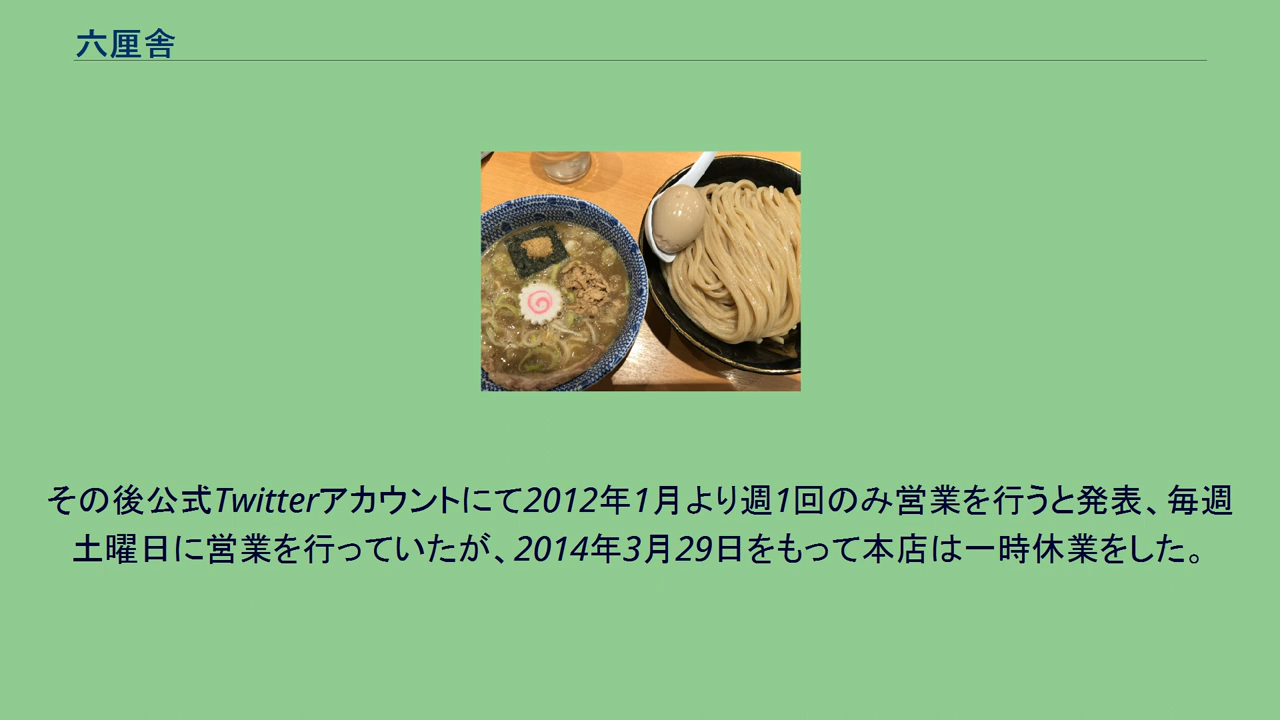 六厘舎
その後公式Twitterアカウントにて2012年1月より週1回のみ営業を行うと発表、毎週
土曜日に営業を行っていたが、2014年3月29日をもって本店は一時休業をした。